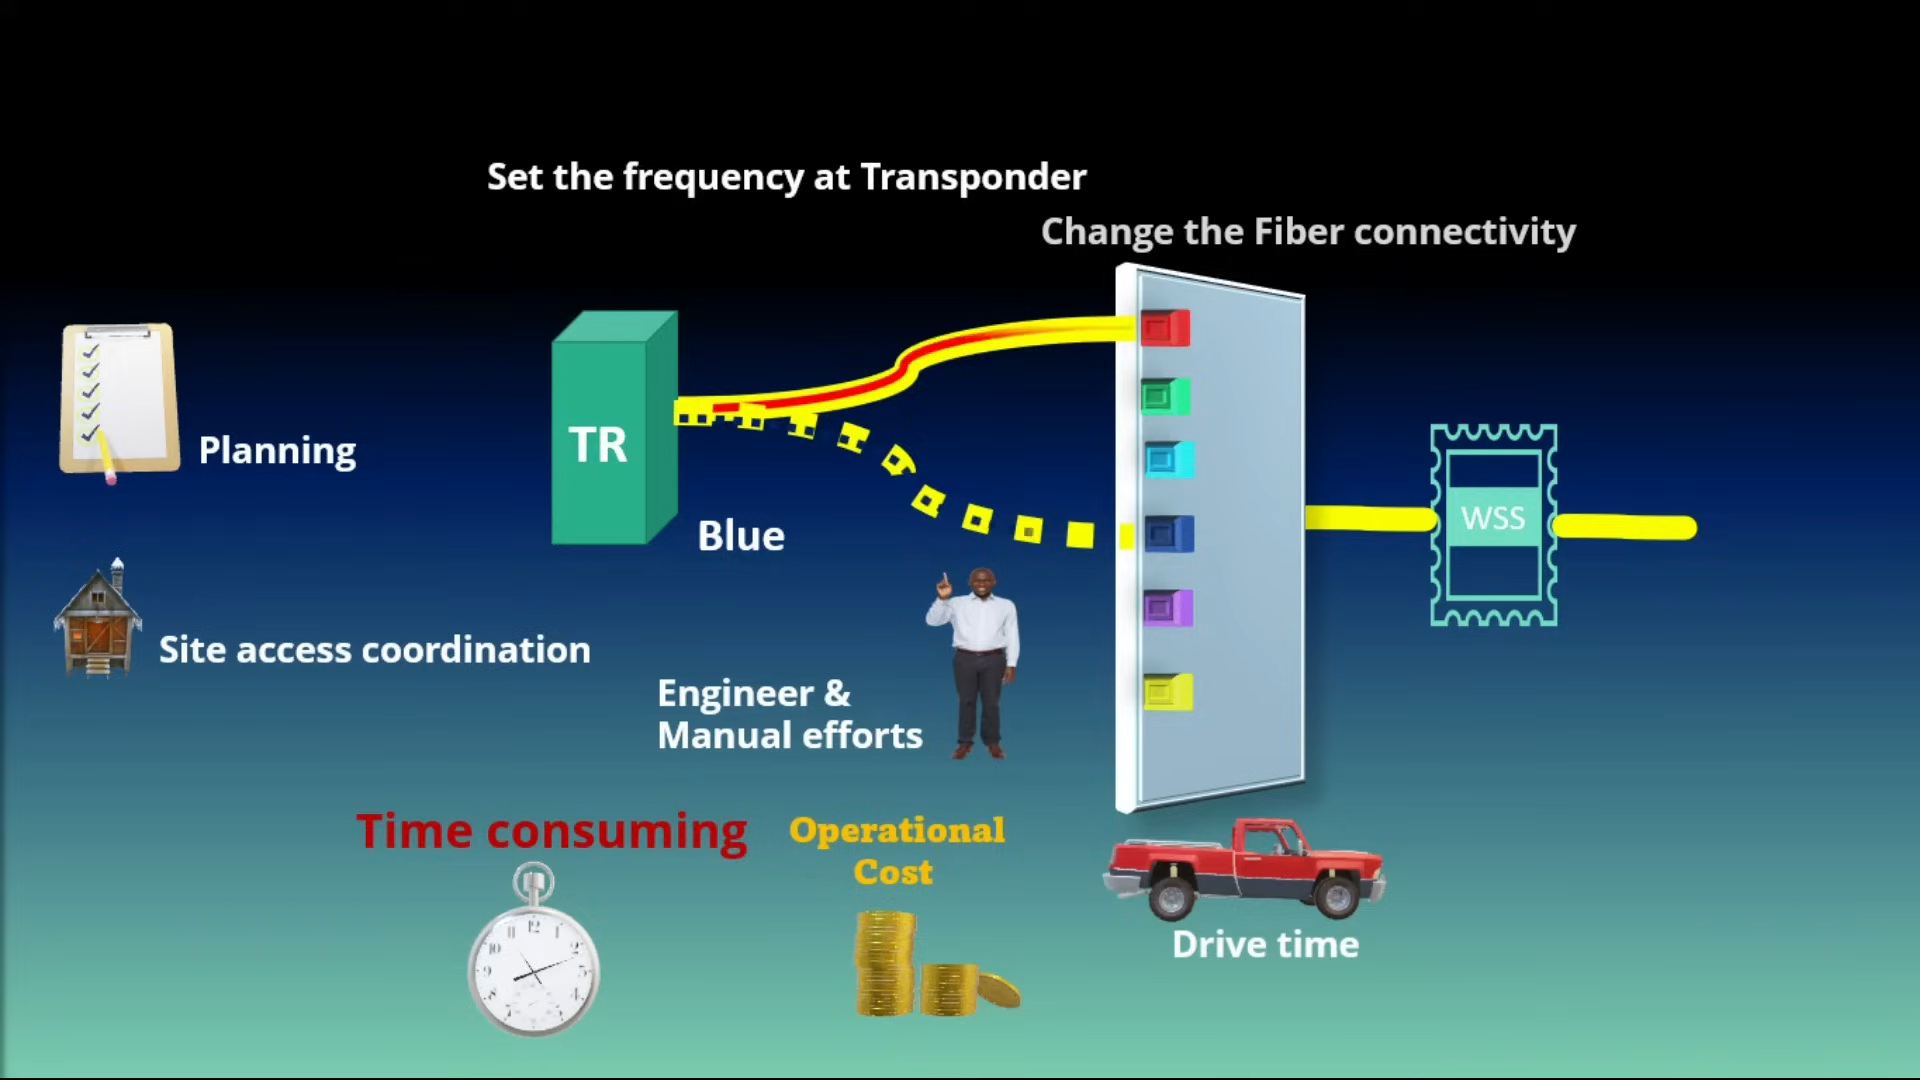 Set the frequency at Transponder
Change the Fiber connectivity
Planning
TR
Blue
WSS
Site access coordination
Engineer &
Manual efforts
Time consuming
Operational
Cost
Drive time